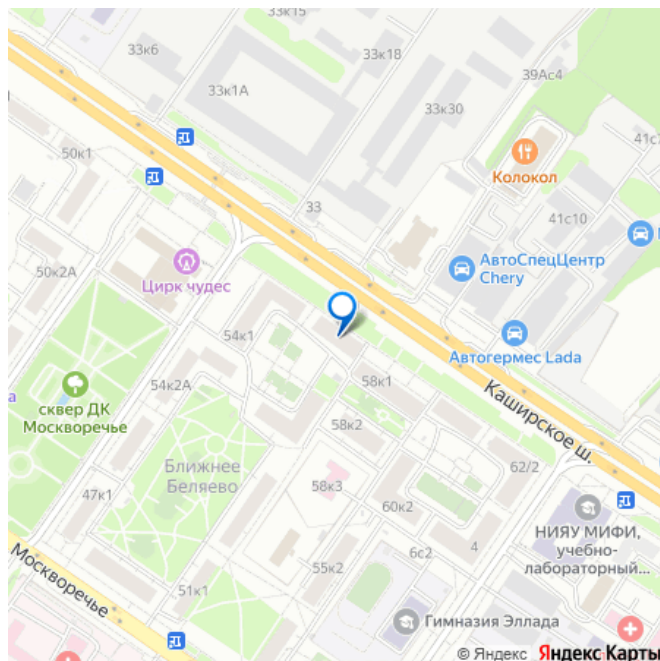 33к15
33к6
33к18
33к1А
39Ас4
33к30
50к1
Колокол
33
41с10
АвтоСпецЦентр
Chery
50к2А
Цирк чудес
54к1
Автогермес Lada
54к2А
сквер ДК
Москворечье
58к1
Каширское ш.
58к2
Ближнее
Беляево
62/2
47к1
58к3
60к2
НИЯУ МИФИ,
учебно-
лабораторный...
6с2
4
Москворечье
55к2
51к1
Гимназия Эллада
© Яндекс Яндекс Карты